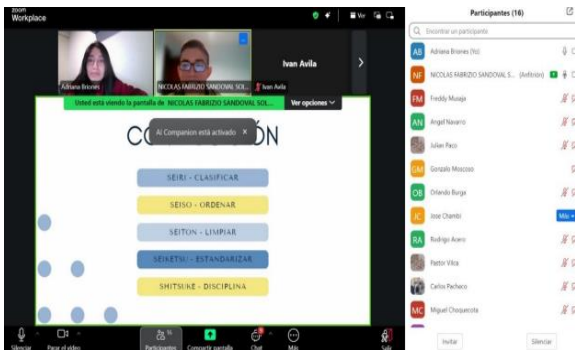 zoom
Workplace
Ver
Adriana Briones
NICOLAS FABRIZIO SANDOVAL SOL...
Ivan Avila
Ivan Avila
Usted está viendo la pantalla de NICOLAS FABRIZIO SANDOVAL SOL...
Ver opciones
AI Companion está activado
SEIRI - CLASIFICAR
SEISO - ORDENAR
SEITON - LIMPIAR
SEIKETSU - ESTANDARIZAR
SHITSUKE - DISCIPLINA
Silenciar
Parar el video
16
Participantes
Compartir pantalla
Chat
Más
Salir
Participantes (16)
Encontrar un participante
AB Adriana Briones (Yo)
NF NICOLAS FABRIZIO SANDOVAL S... (Anfitrión)
FM Freddy Musaja
AN Angel Navarro
Julian Paco
GM Gonzalo Moscoso
OB Orlando Burga
JC Jose Chambi
Más
RA Rodrigo Acero
Pastor Vilca
Carlos Pacheco
MC Miguel Choquecota
Invitar
Silenciar